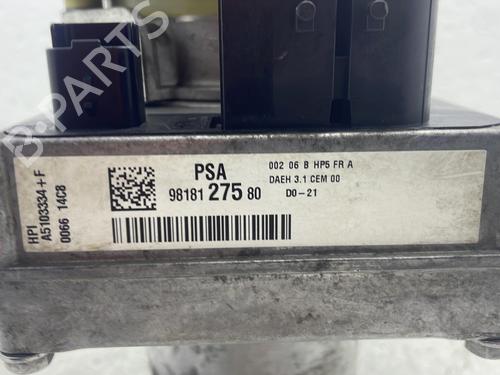 B-PARTS
PSA
98181 275 80
002 06 B HP5 FR A
DAEH 3.1 CEM 00
D0-21
HPI
A5103334+F
0066 14C8